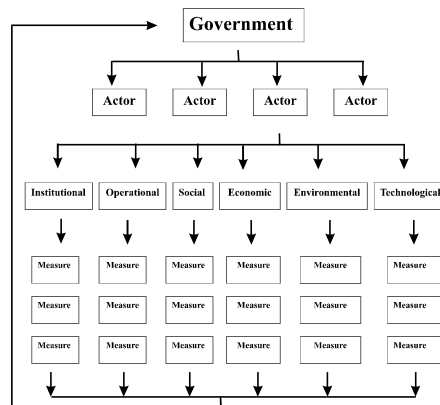 Government
Actor Actor Actor Actor
Institutional Operational Social Economic Environmental Technological
Measure Measure Measure Measure Measure Measure
Measure Measure Measure Measure Measure Measure
Measure Measure Measure Measure Measure Measure